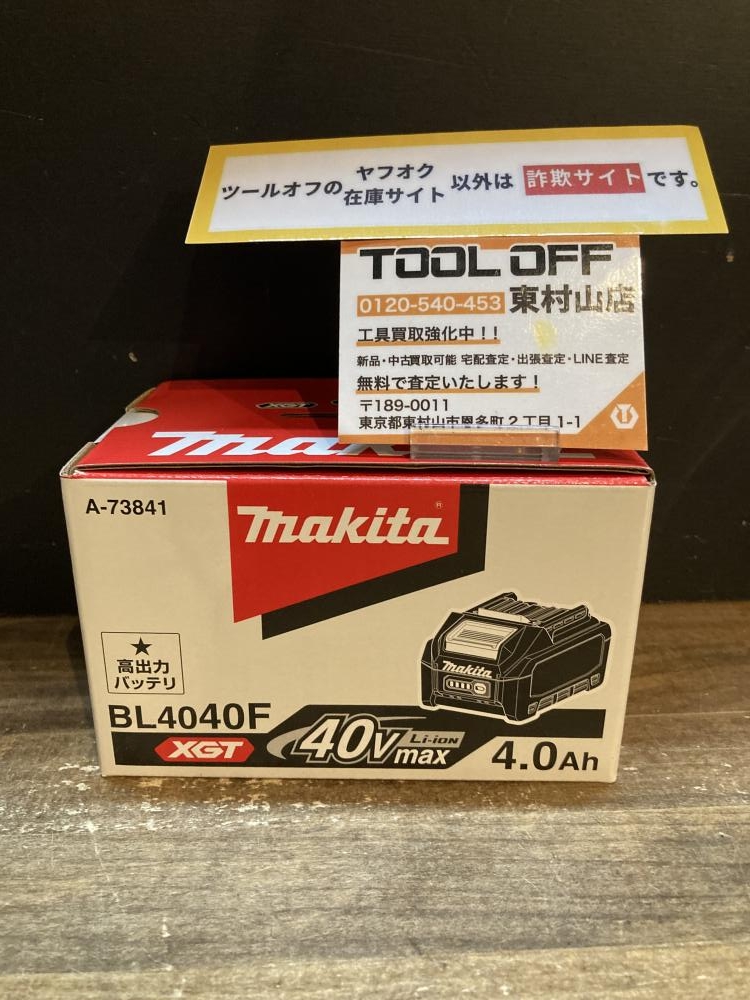 ツールオフの ヤフオク 在庫サイト 以外は 詐欺サイト です。
TOOL OFF
0120-540-453 東村山店
工具買取強化中！！
新品・中古買取可能 宅配査定・出張査定・LINE査定
無料で査定いたします！
〒189-0011
東京都東村山市恩多町２丁目1-1
XGT
makita
A-73841
makita
®
★
高出力
バッテリ
makita
BL4040F
XGT
40Vmax Li-ion
4.0Ah